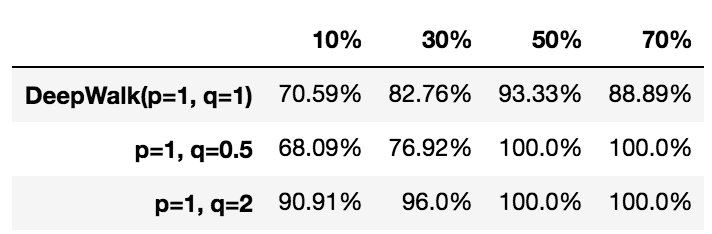 10% 30% 50% 70%
DeepWalk(p=1, q=1) 70.59% 82.76% 93.33% 88.89%
p=1, q=0.5 68.09% 76.92% 100.0% 100.0%
p=1, q=2 90.91% 96.0% 100.0% 100.0%